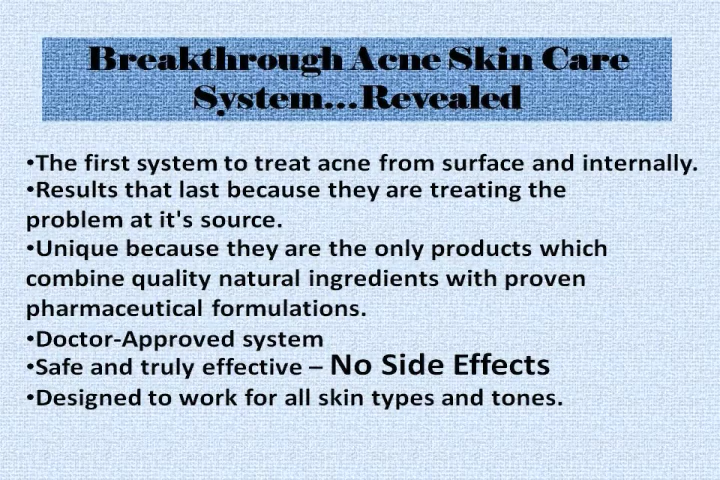 Breakthrough Acne Skin Care
System...Revealed
•The first system to treat acne from surface and internally.
•Results that last because they are treating the
problem at it's source.
•Unique because they are the only products which
combine quality natural ingredients with proven
pharmaceutical formulations.
•Doctor-Approved system
•Safe and truly effective – No Side Effects
•Designed to work for all skin types and tones.